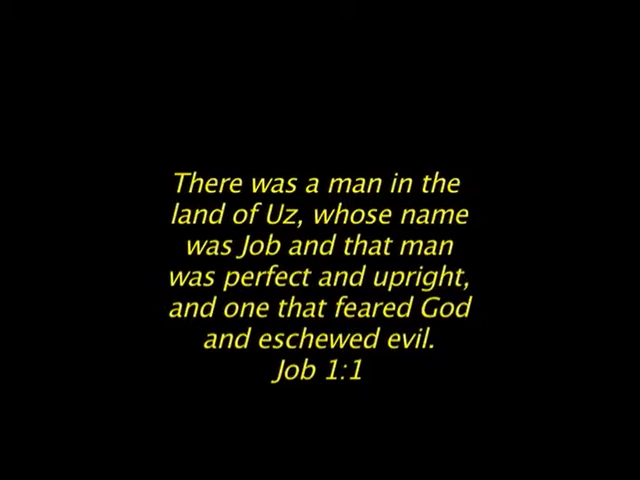 There was a man in the
land of Uz, whose name
was Job and that man
was perfect and upright,
and one that feared God
and eschewed evil.
Job 1:1